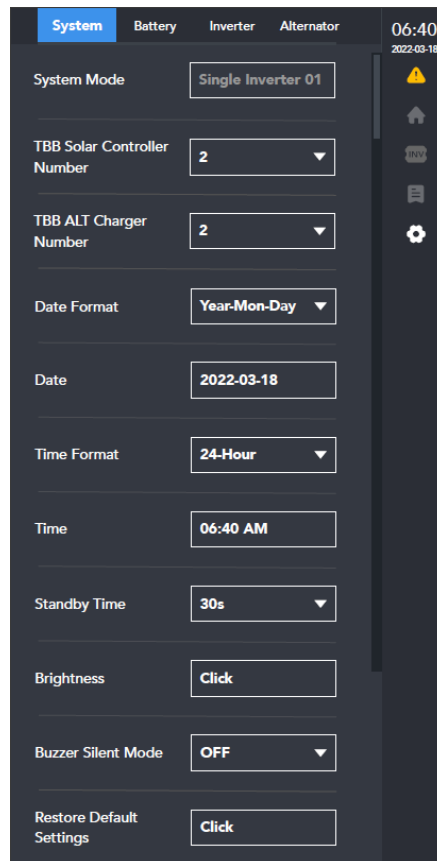 System Battery Inverter Alternator
06:40
2022-03-18
System Mode Single Inverter 01
TBB Solar Controller
Number
2
TBB ALT Charger
Number
2
Date Format Year-Mon-Day
Date 2022-03-18
Time Format 24-Hour
Time 06:40 AM
Standby Time 30s
Brightness Click
Buzzer Silent Mode OFF
Restore Default
Settings
Click
INV